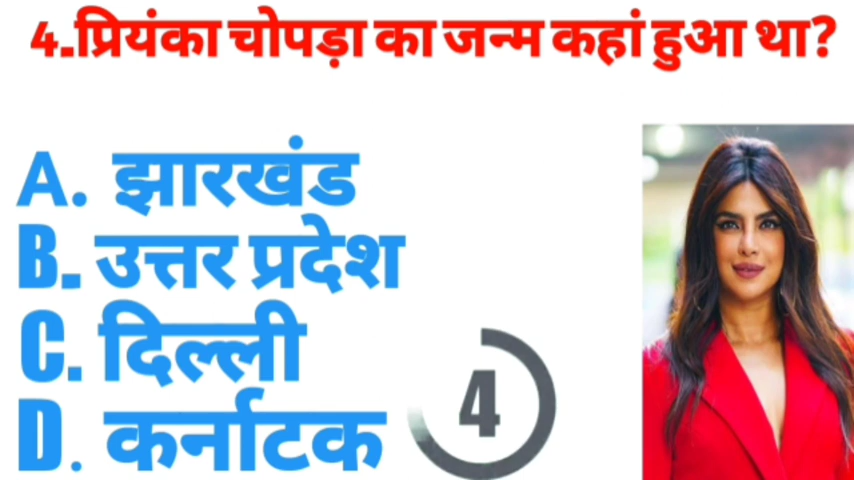 4.प्रियंका चोपड़ा का जन्म कहां हुआ था?
A. झारखंड
B. उत्तर प्रदेश
C. दिल्ली
D. कर्नाटक
4